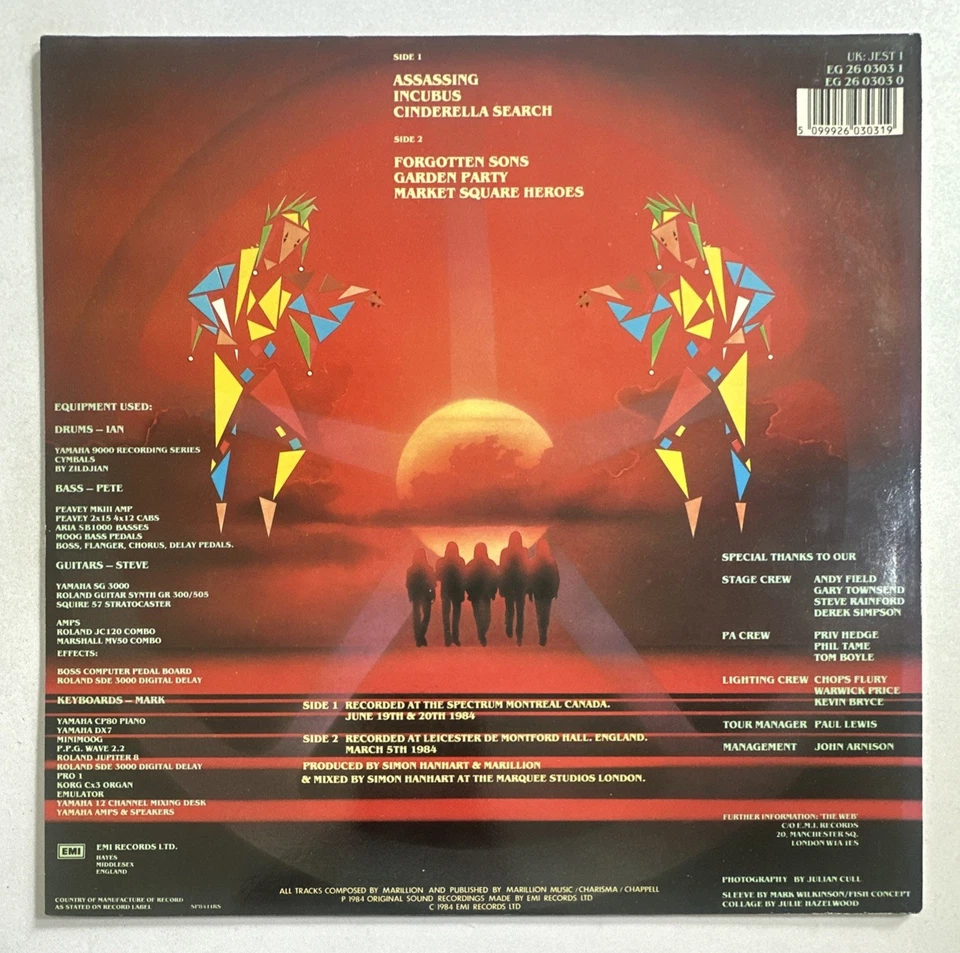 SIDE 1
ASSASSING
INCUBUS
CINDERELLA SEARCH
SIDE 2
FORGOTTEN SONS
GARDEN PARTY
MARKET SQUARE HEROES
UK: JEST 1
EG 26 0303 1
EG 26 0303 0
5 099926 030319
EQUIPMENT USED:
DRUMS – IAN
YAMAHA 9000 RECORDING SERIES
CYMBALS
BY ZILDJIAN
BASS – PETE
PEAVEY MKIII AMP
PEAVEY 2x15 4x12 CABS
ARIA SB1000 BASSES
MOOG BASS PEDALS
BOSS, FLANGER, CHORUS, DELAY PEDALS.
GUITARS – STEVE
YAMAHA SG 3000
ROLAND GUITAR SYNTH GR 300/505
SQUIRE 57 STRATOCASTER
AMPS
ROLAND JC120 COMBO
MARSHALL MV50 COMBO
EFFECTS:
BOSS COMPUTER PEDAL BOARD
ROLAND SDE 3000 DIGITAL DELAY
KEYBOARDS – MARK
YAMAHA CP80 PIANO
YAMAHA DX7
MINIMOOG
P.P.G. WAVE 2.2
ROLAND JUPITER 8
ROLAND SDE 3000 DIGITAL DELAY
PRO 1
KORG Cx3 ORGAN
EMULATOR
YAMAHA 12 CHANNEL MIXING DESK
YAMAHA AMPS & SPEAKERS
SIDE 1 RECORDED AT THE SPECTRUM MONTREAL CANADA.
JUNE 19TH & 20TH 1984
SIDE 2 RECORDED AT LEICESTER DE MONTFORD HALL. ENGLAND.
MARCH 5TH 1984
PRODUCED BY SIMON HANHART & MARILLION
& MIXED BY SIMON HANHART AT THE MARQUEE STUDIOS LONDON.
SPECIAL THANKS TO OUR
STAGE CREW ANDY FIELD
GARY TOWNSEND
STEVE RAINFORD
DEREK SIMPSON
PA CREW PRIV HEDGE
PHIL TAME
TOM BOYLE
LIGHTING CREW CHOPS FLURY
WARWICK PRICE
KEVIN BRYCE
TOUR MANAGER PAUL LEWIS
MANAGEMENT JOHN ARNISON
FURTHER INFORMATION: 'THE WEB'
C/O E.M.I. RECORDS
20, MANCHESTER SQ.
LONDON W1A 1ES
PHOTOGRAPHY BY JULIAN CULL
SLEEVE BY MARK WILKINSON/FISH CONCEPT
COLLAGE BY JULIE HAZELWOOD
EMI EMI RECORDS LTD.
HAYES
MIDDLESEX
ENGLAND
COUNTRY OF MANUFACTURE OF RECORD
AS STATED ON RECORD LABEL
ALL TRACKS COMPOSED BY MARILLION AND PUBLISHED BY MARILLION MUSIC/CHARISMA/CHAPPELL
P 1984 ORIGINAL SOUND RECORDINGS MADE BY EMI RECORDS LTD
C 1984 EMI RECORDS LTD